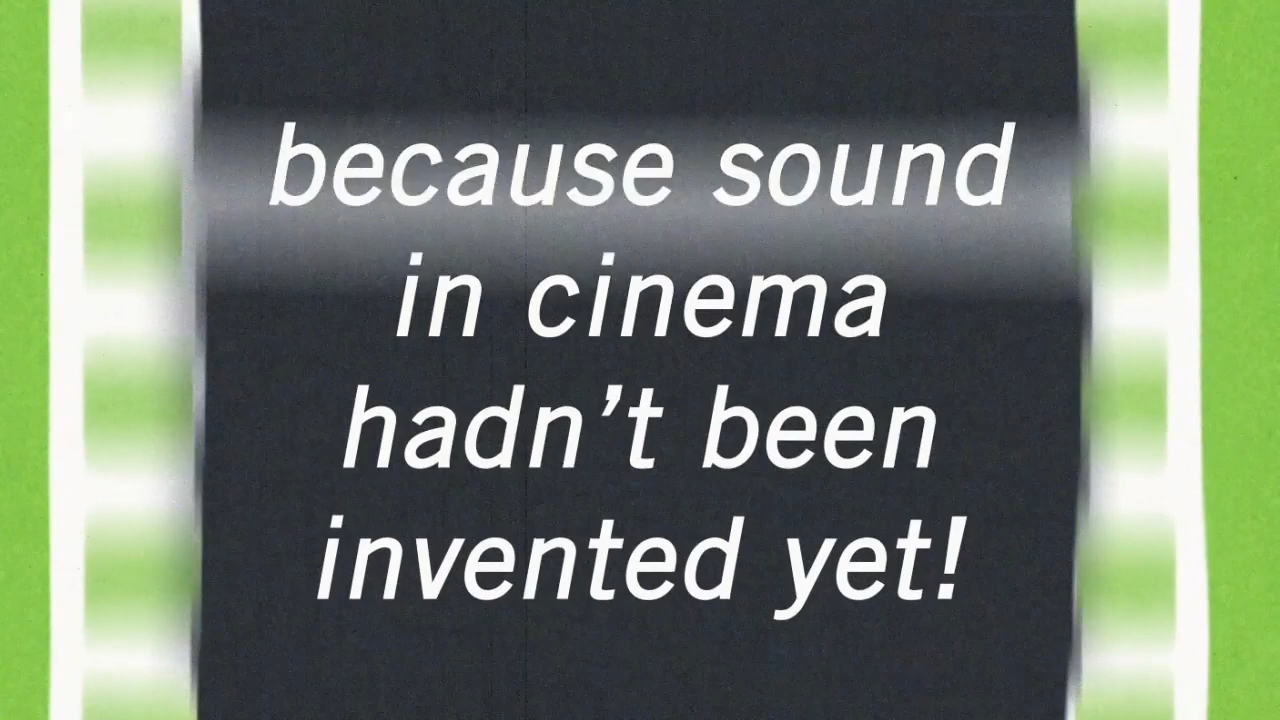 because sound
in cinema
hadn’t been
invented yet!